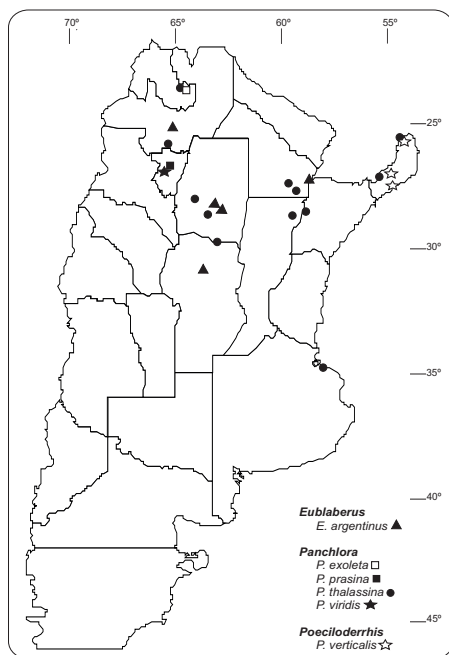 70º 65º 60º 55º
25º
30º
35º
40º
Eublaberus
E. argentinus
Panchlora
P. exoleta
P. prasina
P. thalassina
P. viridis
45º
Poeciloderrhis
P. verticalis